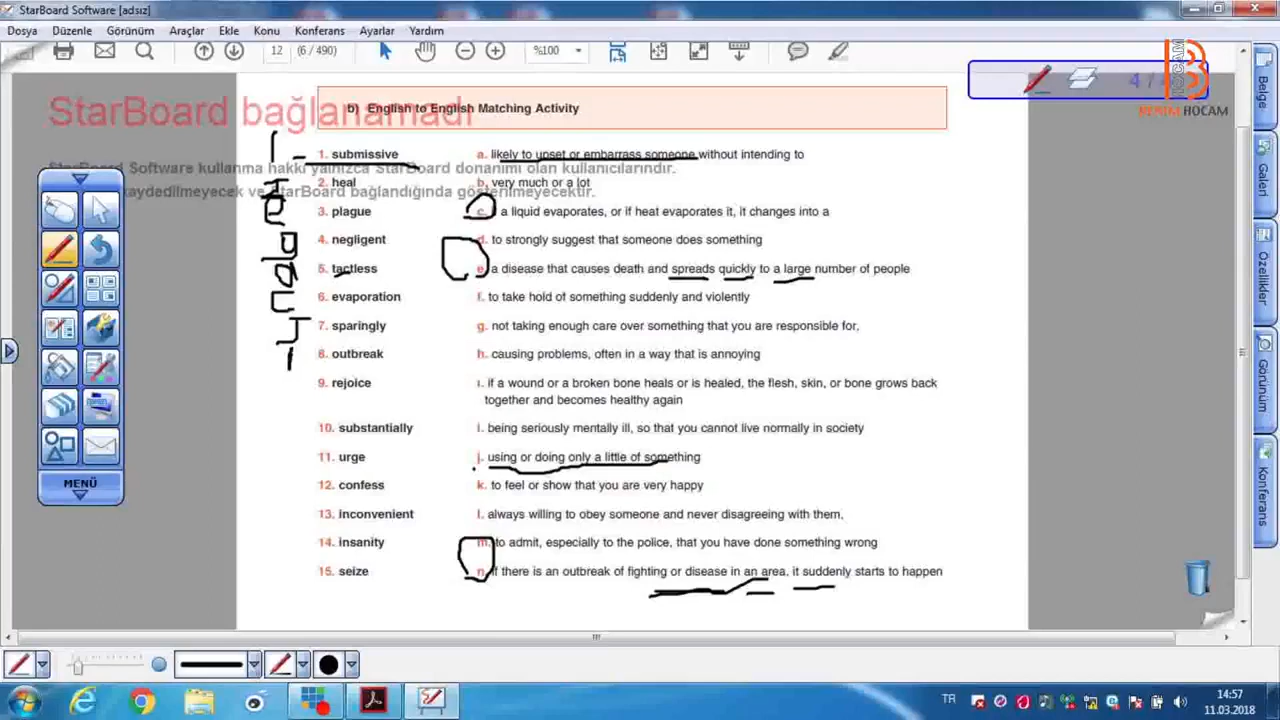 StarBoard Software [adsız]
Dosya Düzenle Görünüm Araçlar Ekle Konu Konferans Ayarlar Yardım
12 (6 / 490) %100
4 /
HOCAM
BENİM HOCAM
b) English to English Matching Activity
StarBoard bağlanamadı
StarBoard Software kullanma hakkı yalnızca StarBoard donanımı olan kullanıcılarındır.
kaydedilmeyecek ve StarBoard bağlandığında gösterilmeyecektir.
1. submissive a. likely to upset or embarrass someone without intending to
2. heal b. very much or a lot
3. plague c. if a liquid evaporates, or if heat evaporates it, it changes into a
4. negligent d. to strongly suggest that someone does something
5. tactless e. a disease that causes death and spreads quickly to a large number of people
6. evaporation f. to take hold of something suddenly and violently
7. sparingly g. not taking enough care over something that you are responsible for,
8. outbreak h. causing problems, often in a way that is annoying
9. rejoice ı. if a wound or a broken bone heals or is healed, the flesh, skin, or bone grows back
together and becomes healthy again
10. substantially i. being seriously mentally ill, so that you cannot live normally in society
11. urge j. using or doing only a little of something
12. confess k. to feel or show that you are very happy
13. inconvenient l. always willing to obey someone and never disagreeing with them,
14. insanity m. to admit, especially to the police, that you have done something wrong
15. seize n. if there is an outbreak of fighting or disease in an area, it suddenly starts to happen
MENÜ
Belge
Galeri
Özellikler
Görünüm
Konferans
TR
14:57
11.03.2018